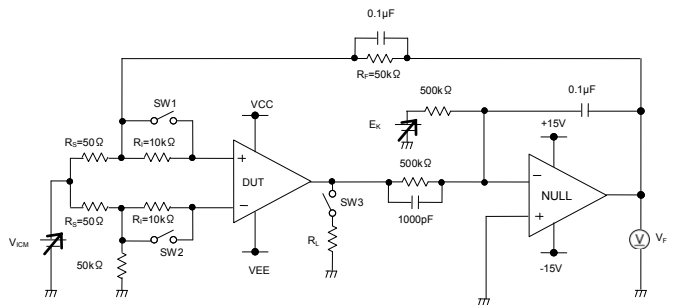 0.1μF
RF=50kΩ
SW1
VCC
500kΩ
0.1μF
EK
+15V
RS=50Ω
RI=10kΩ
500kΩ
DUT
NULL
SW3
RS=50Ω
RI=10kΩ
1000pF
VICM
SW2
RL
V
VF
50kΩ
VEE
-15V